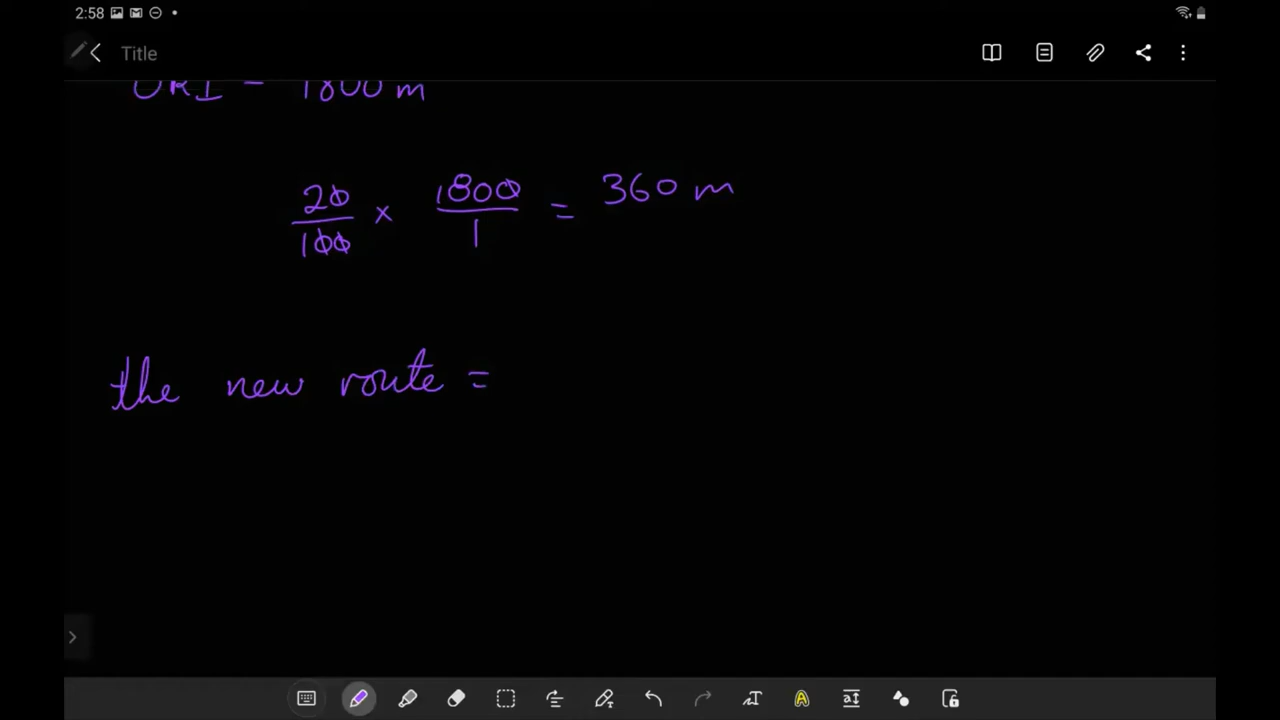 2:58
Title
ORI - 1800 m
20/100 × 1800/1 = 360 m
the new route =